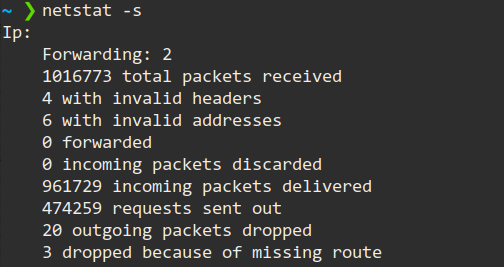 ~ ❯ netstat -s
Ip:
Forwarding: 2
1016773 total packets received
4 with invalid headers
6 with invalid addresses
0 forwarded
0 incoming packets discarded
961729 incoming packets delivered
474259 requests sent out
20 outgoing packets dropped
3 dropped because of missing route